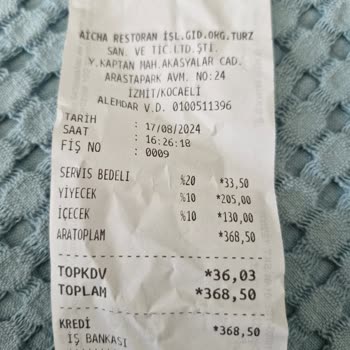 AİCHA RESTORAN İŞL.GID.ORG.TURZ
SAN. VE TİC.LTD.ŞTİ.
Y.KAPTAN MAH.AKASYALAR CAD.
ARASTAPARK AVM. NO:24
İZMİT/KOCAELİ
ALEMDAR V.D. 0100511396
TARİH : 17/08/2024
SAAT : 16:26:18
FİŞ NO : 0009
SERVİS BEDELİ %20 *33,50
YİYECEK %10 *205,00
İÇECEK %10 *130,00
ARATOPLAM *368,50
TOPKDV *36,03
TOPLAM *368,50
KREDİ *368,50
İŞ BANKASI